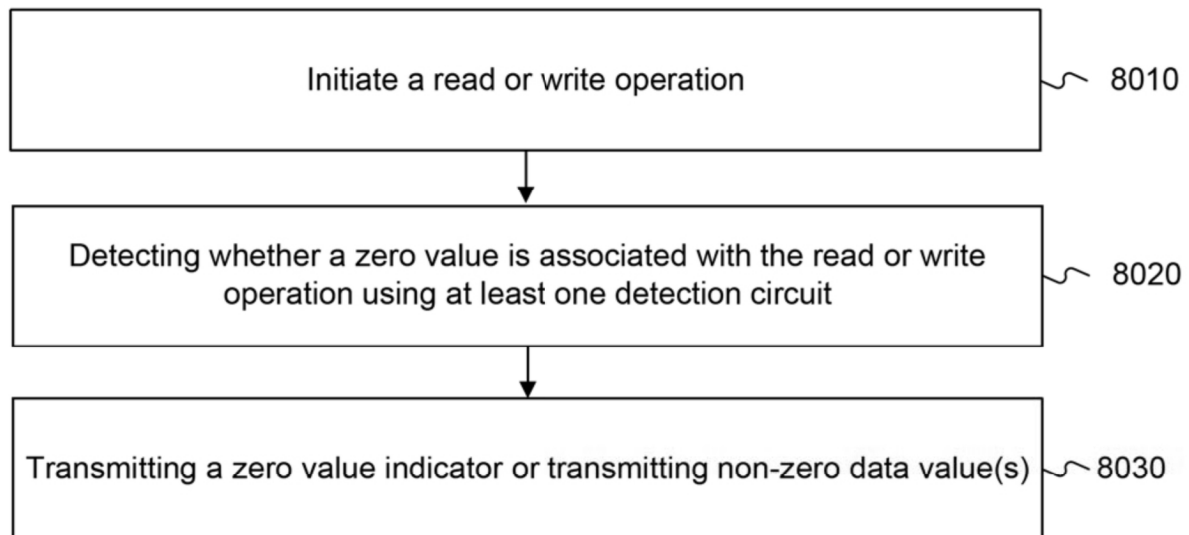 Initiate a read or write operation
8010
Detecting whether a zero value is associated with the read or write
operation using at least one detection circuit
8020
Transmitting a zero value indicator or transmitting non-zero data value(s)
8030